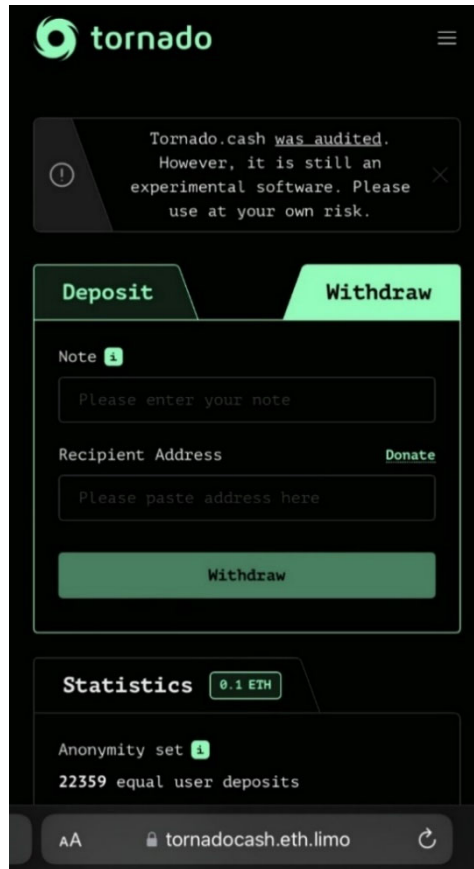 tornado
Tornado.cash was audited.
However, it is still an
experimental software. Please
use at your own risk.
Deposit
Withdraw
Note i
Please enter your note
Recipient Address Donate
Please paste address here
Withdraw
Statistics 0.1 ETH
Anonymity set i
22359 equal user deposits
AA tornadocash.eth.limo